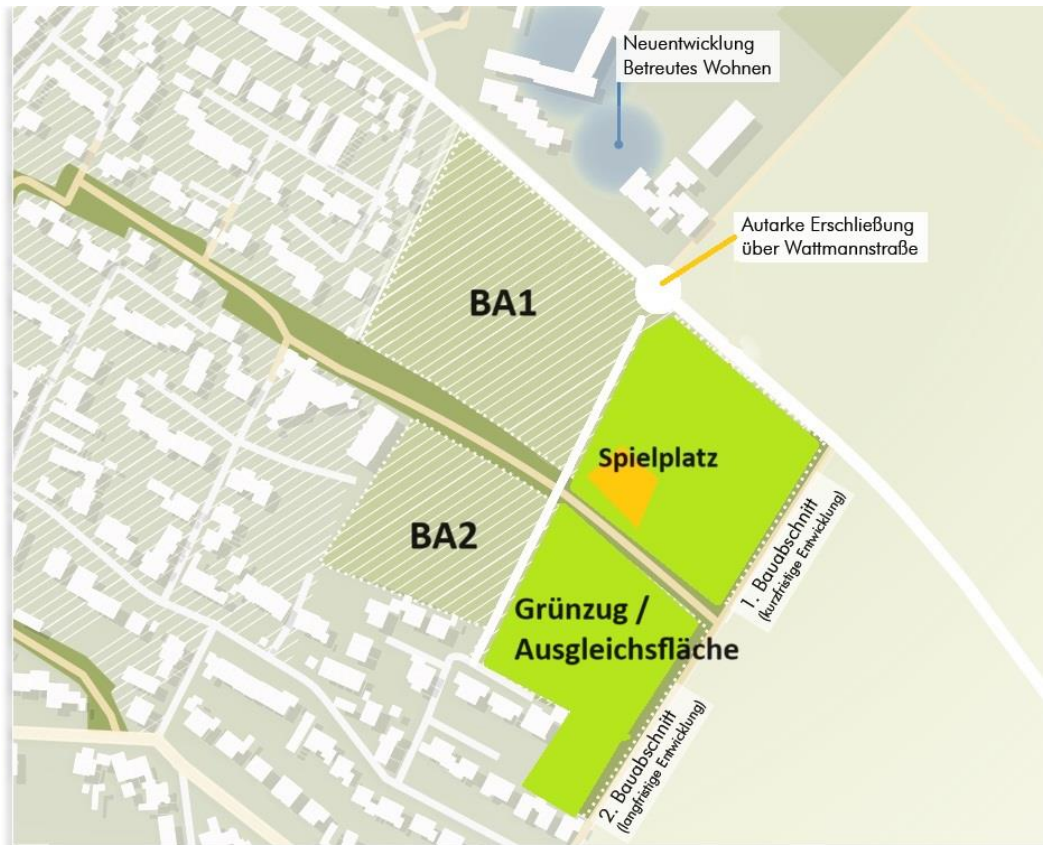 Neuentwicklung
Betreutes Wohnen
Autarke Erschließung
über Wattmannstraße
BA1
Spielplatz
BA2
1. Bauabschnitt
(kurzfristige Entwicklung)
Grünzug /
Ausgleichsfläche
2. Bauabschnitt
(langfristige Entwicklung)